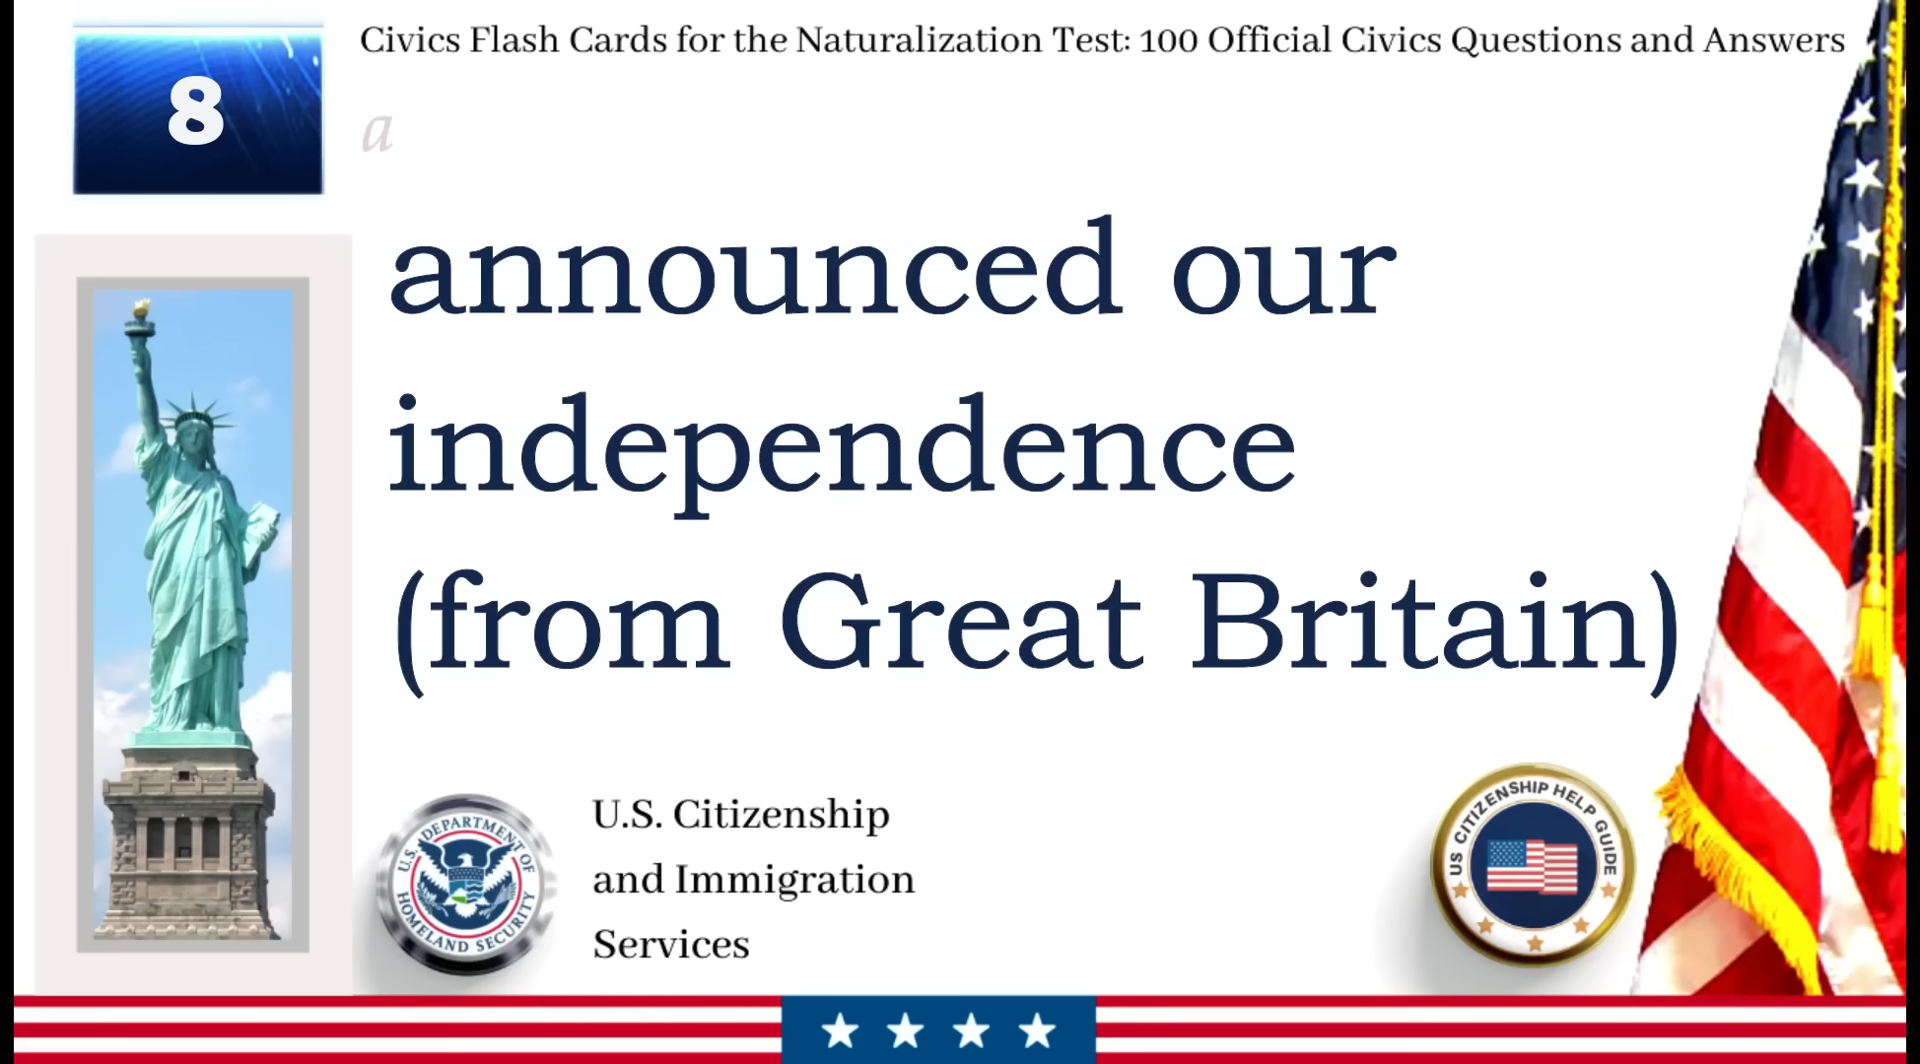 8
Civics Flash Cards for the Naturalization Test: 100 Official Civics Questions and Answers
a
announced our
independence
(from Great Britain)
U.S. DEPARTMENT OF
HOMELAND SECURITY
U.S. Citizenship
and Immigration
Services
US CITIZENSHIP HELP GUIDE